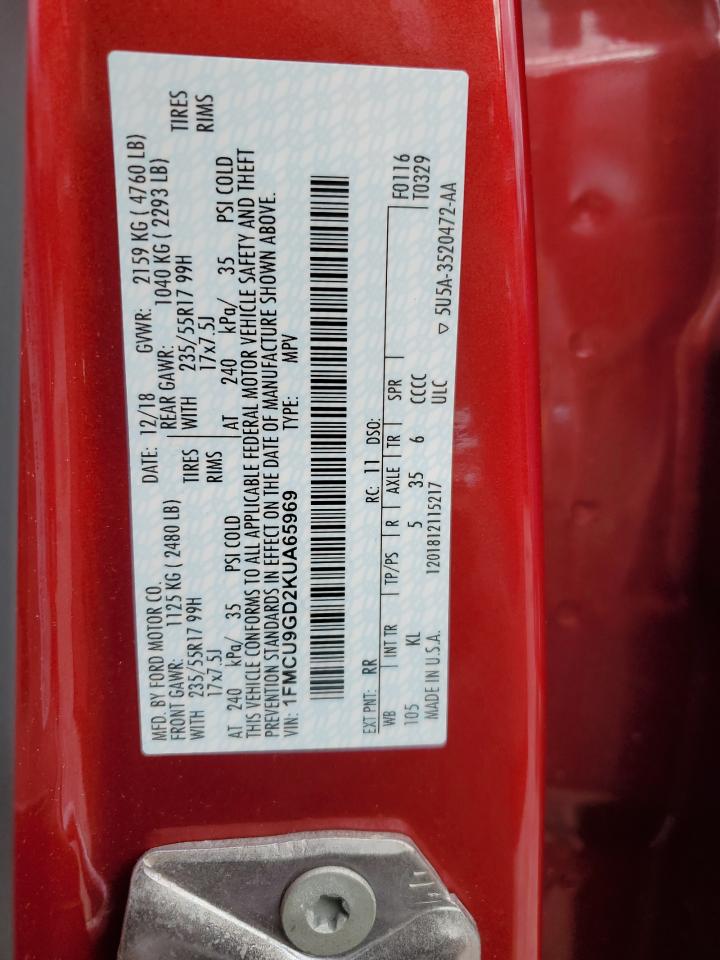 MFD. BY FORD MOTOR CO. DATE: 12/18 GVWR: 2159 KG ( 4760 LB)
FRONT GAWR: 1125 KG ( 2480 LB) REAR GAWR: 1040 KG ( 2293 LB)
WITH 235/55R17 99H TIRES WITH 235/55R17 99H TIRES
17x7.5J RIMS 17x7.5J RIMS
AT 240 kPa/ 35 PSI COLD AT 240 kPa/ 35 PSI COLD
THIS VEHICLE CONFORMS TO ALL APPLICABLE FEDERAL MOTOR VEHICLE SAFETY AND THEFT
PREVENTION STANDARDS IN EFFECT ON THE DATE OF MANUFACTURE SHOWN ABOVE.
VIN: 1FMCU9GD2KUA65969 TYPE: MPV
EXT PNT: RR RC: 11 DSO: F0116
WB INT TR TP/PS R AXLE TR SPR T0329
105 KL 5 35 6 CCCC
MADE IN U.S.A. 1201812115217 ULC ▽ 5U5A-3520472-AA